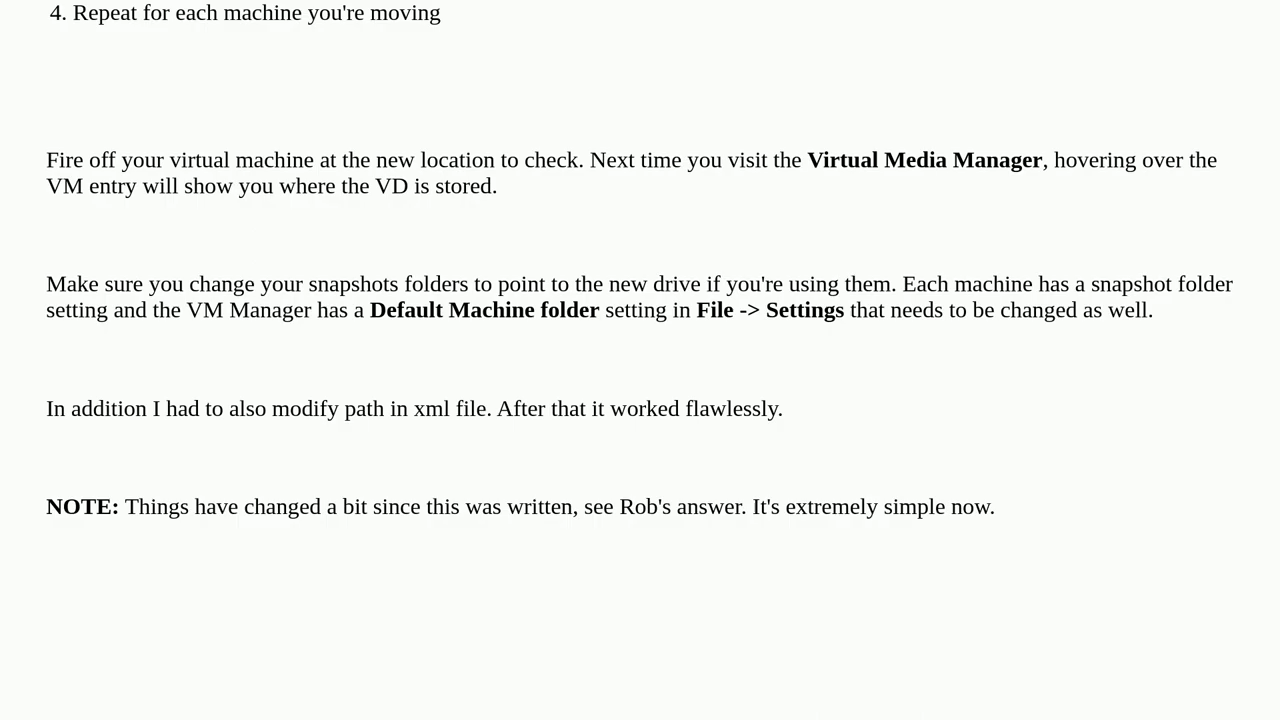 4. Repeat for each machine you're moving
Fire off your virtual machine at the new location to check. Next time you visit the Virtual Media Manager, hovering over the
VM entry will show you where the VD is stored.
Make sure you change your snapshots folders to point to the new drive if you're using them. Each machine has a snapshot folder
setting and the VM Manager has a Default Machine folder setting in File -> Settings that needs to be changed as well.
In addition I had to also modify path in xml file. After that it worked flawlessly.
NOTE: Things have changed a bit since this was written, see Rob's answer. It's extremely simple now.